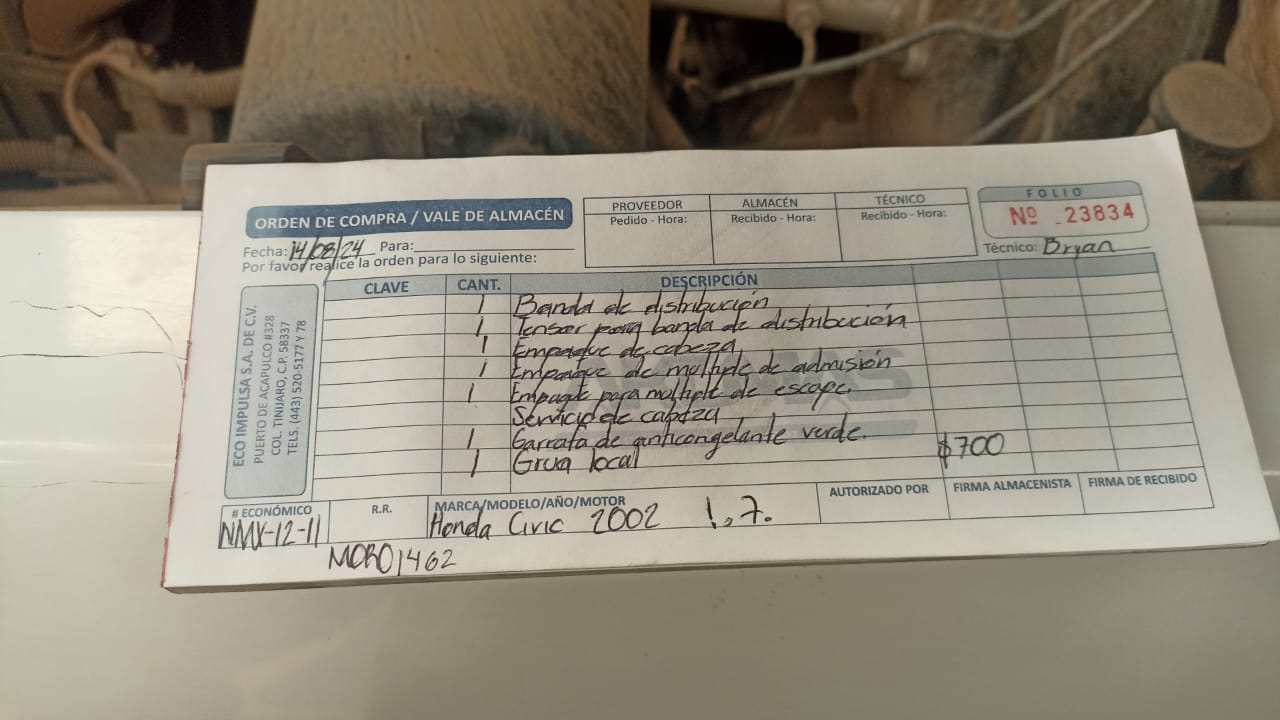 ORDEN DE COMPRA / VALE DE ALMACÉN
PROVEEDOR
Pedido - Hora:
ALMACÉN
Recibido - Hora:
TÉCNICO
Recibido - Hora:
FOLIO
Nº 23834
Fecha: 14/08/24 Para:
Técnico: Bryan
Por favor realice la orden para lo siguiente:
ECO IMPULSA S.A. DE C.V.
PUERTO DE ACAPULCO #328
COL. TINIJARO, C.P. 58337
TELS. (443) 520-5177 Y 78
CLAVE CANT. DESCRIPCIÓN
1 Banda de distribución
1 Tensor para banda de distribución
1 Empaque de cabeza
1 Empaque de multiple de admisión
1 Empaque para multiple de escape.
Servicio de cabeza
1 Garrafa de anticongelante verde.
1 Grua local $700
# ECONÓMICO R.R. MARCA/MODELO/AÑO/MOTOR AUTORIZADO POR FIRMA ALMACENISTA FIRMA DE RECIBIDO
NMX-12-11 Honda Civic 2002 1.7.
MORO1462